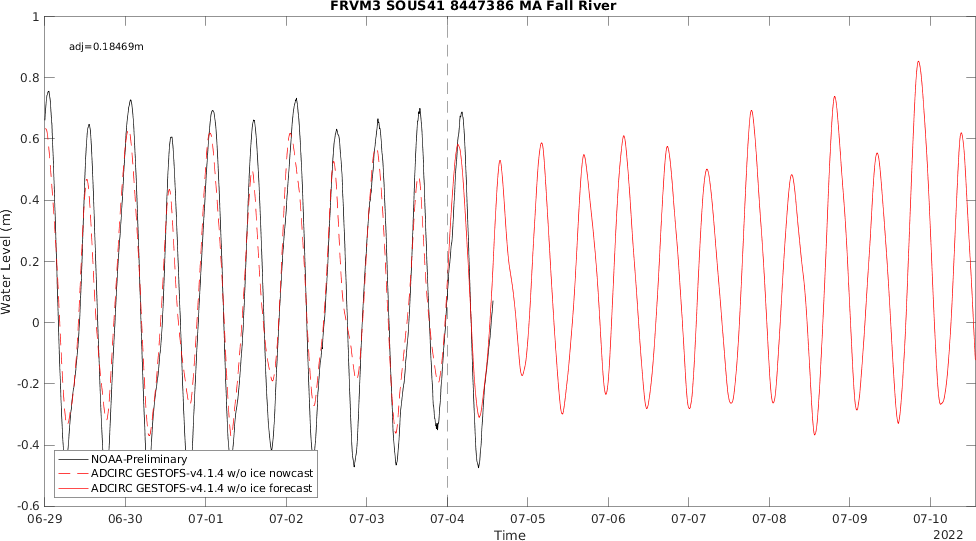 FRVM3 SOUS41 8447386 MA Fall River
adj=0.18469m
Water Level (m)
1
0.8
0.6
0.4
0.2
0
-0.2
-0.4
-0.6
NOAA-Preliminary
ADCIRC GESTOFS-v4.1.4 w/o ice nowcast
ADCIRC GESTOFS-v4.1.4 w/o ice forecast
06-29 06-30 07-01 07-02 07-03 07-04 07-05 07-06 07-07 07-08 07-09 07-10
Time
2022